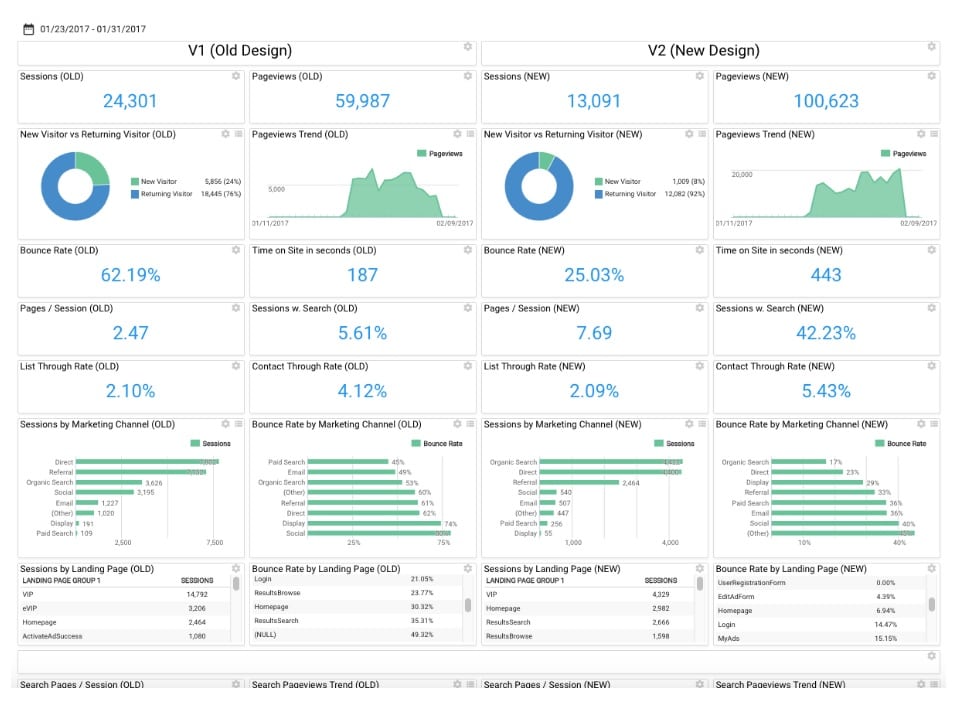 01/23/2017 - 01/31/2017
V1 (Old Design)
V2 (New Design)
Sessions (OLD)
24,301
Pageviews (OLD)
59,987
Sessions (NEW)
13,091
Pageviews (NEW)
100,623
New Visitor vs Returning Visitor (OLD)
New Visitor 5,856 (24%)
Returning Visitor 18,445 (76%)
Pageviews Trend (OLD)
Pageviews
5,000
01/11/2017 02/09/2017
New Visitor vs Returning Visitor (NEW)
New Visitor 1,009 (8%)
Returning Visitor 12,082 (92%)
Pageviews Trend (NEW)
Pageviews
20,000
01/11/2017 02/09/2017
Bounce Rate (OLD)
62.19%
Time on Site in seconds (OLD)
187
Bounce Rate (NEW)
25.03%
Time on Site in seconds (NEW)
443
Pages / Session (OLD)
2.47
Sessions w. Search (OLD)
5.61%
Pages / Session (NEW)
7.69
Sessions w. Search (NEW)
42.23%
List Through Rate (OLD)
2.10%
Contact Through Rate (OLD)
4.12%
List Through Rate (NEW)
2.09%
Contact Through Rate (NEW)
5.43%
Sessions by Marketing Channel (OLD)
Sessions
Direct
Referral
Organic Search 3,626
Social 3,195
Email 1,227
(Other) 1,020
Display 191
Paid Search 109
2,500 7,500
Bounce Rate by Marketing Channel (OLD)
Bounce Rate
Paid Search 45%
Email 49%
Organic Search 53%
(Other) 60%
Referral 61%
Direct 62%
Display 74%
Social
25% 75%
Sessions by Marketing Channel (NEW)
Sessions
Organic Search
Direct
Referral 2,464
Social 540
Email 507
(Other) 447
Paid Search 256
Display 55
1,000 4,000
Bounce Rate by Marketing Channel (NEW)
Bounce Rate
Organic Search 17%
Direct 23%
Display 29%
Referral 33%
Paid Search 36%
Email 36%
Social 40%
(Other)
10% 40%
Sessions by Landing Page (OLD)
LANDING PAGE GROUP 1 SESSIONS
VIP 14,792
eVIP 3,206
Homepage 2,464
ActivateAdSuccess 1,080
Bounce Rate by Landing Page (OLD)
Login 21.05%
ResultsBrowse 23.77%
Homepage 30.32%
ResultsSearch 35.31%
(NULL) 49.32%
Sessions by Landing Page (NEW)
LANDING PAGE GROUP 1 SESSIONS
VIP 4,329
Homepage 2,982
ResultsSearch 2,666
ResultsBrowse 1,598
Bounce Rate by Landing Page (NEW)
UserRegistrationForm 0.00%
EditAdForm 4.39%
Homepage 6.94%
Login 14.47%
MyAds 15.15%
Search Pages / Session (OLD)
Search Pageviews Trend (OLD)
Search Pages / Session (NEW)
Search Pageviews Trend (NEW)